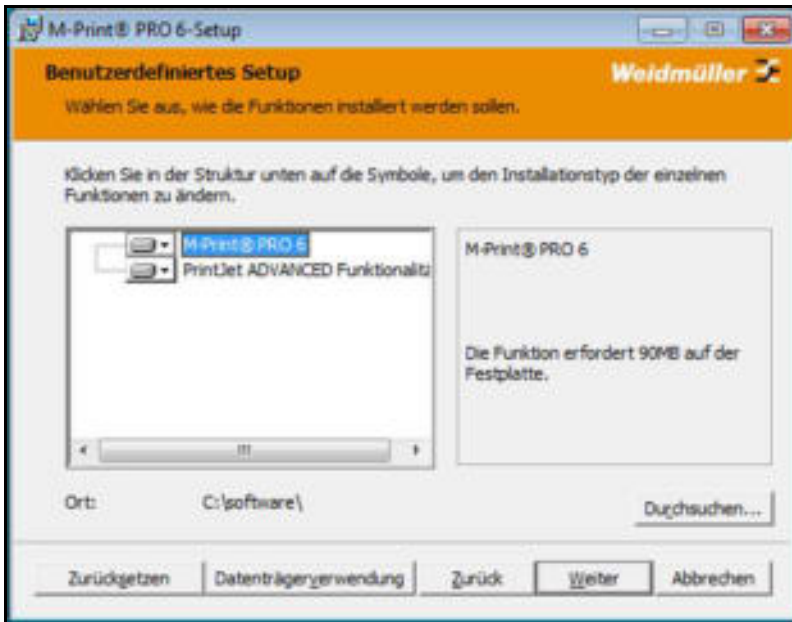 M-Print® PRO 6-Setup
Benutzerdefiniertes Setup
Weidmüller
Wählen Sie aus, wie die Funktionen installiert werden sollen.
Klicken Sie in der Struktur unten auf die Symbole, um den Installationstyp der einzelnen
Funktionen zu ändern.
M-Print® PRO 6
PrintJet ADVANCED Funktionalitä
M-Print® PRO 6
Die Funktion erfordert 90MB auf der
Festplatte.
Ort: C:\software\
Durchsuchen...
Zurücksetzen Datenträgerverwendung Zurück Weiter Abbrechen